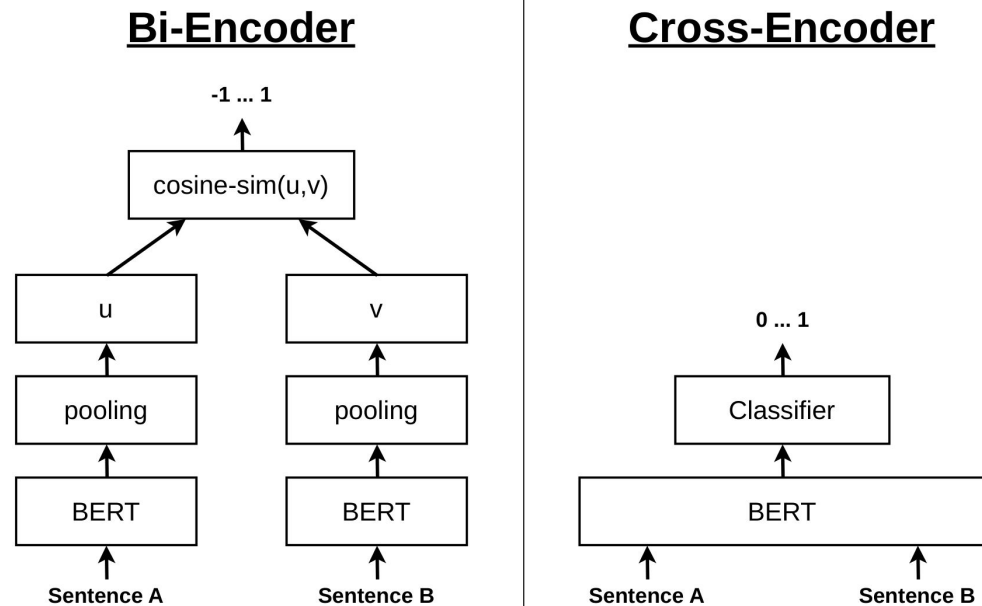 Bi-Encoder
-1 ... 1
cosine-sim(u,v)
u
v
pooling
pooling
BERT
BERT
Sentence A
Sentence B
Cross-Encoder
0 ... 1
Classifier
BERT
Sentence A
Sentence B